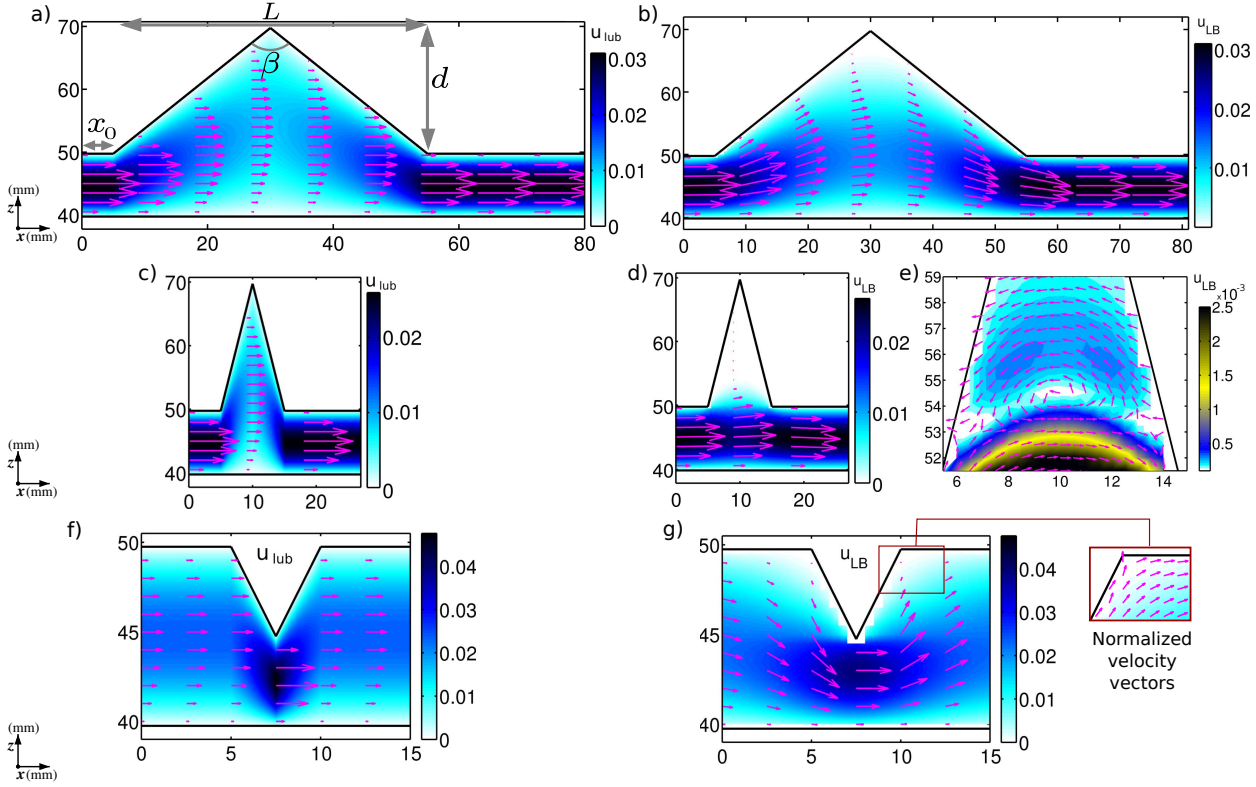 a)
L
u lub
70
60
50
40
β
d
x0
0.03
0.02
0.01
0
(mm)
z
x(mm)
0 20 40 60 80
b)
u LB
70
60
50
40
0.03
0.02
0.01
0
0 10 20 30 40 50 60 70 80
c)
u lub
70
60
50
40
0.02
0.01
0
(mm)
z
x(mm)
0 10 20
d)
u LB
70
60
50
40
0.02
0.01
0
0 10 20
e)
u LB ×10⁻³
59
58
57
56
55
54
53
52
2.5
2
1.5
1
0.5
6 8 10 12 14
f)
u lub
50
45
40
0.04
0.03
0.02
0.01
0
(mm)
z
x(mm)
0 5 10 15
g)
u LB
50
45
40
0.04
0.03
0.02
0.01
0
0 5 10 15
Normalized
velocity
vectors